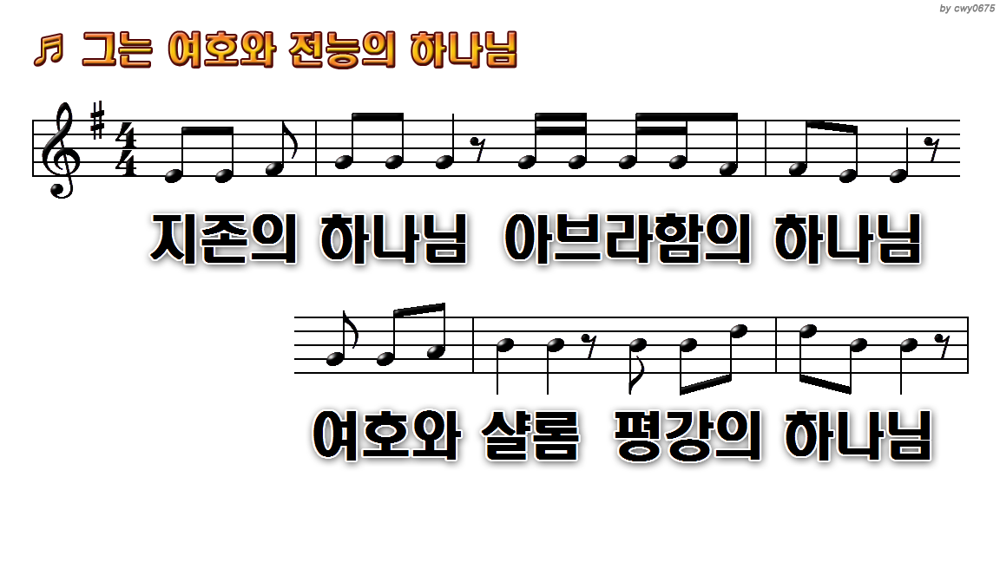 by cwy0675
♬ 그는 여호와 전능의 하나님
4
4
지존의 하나님 아브라함의 하나님
여호와 샬롬 평강의 하나님